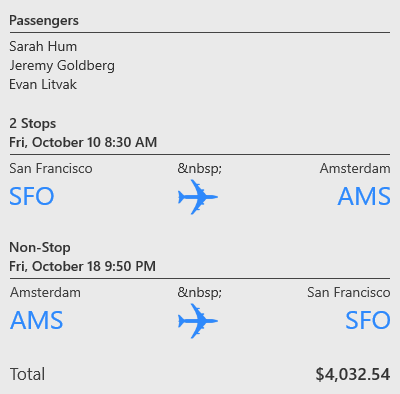 Passengers
Sarah Hum
Jeremy Goldberg
Evan Litvak
2 Stops
Fri, October 10 8:30 AM
San Francisco &nbsp; Amsterdam
SFO AMS
Non-Stop
Fri, October 18 9:50 PM
Amsterdam &nbsp; San Francisco
AMS SFO
Total $4,032.54